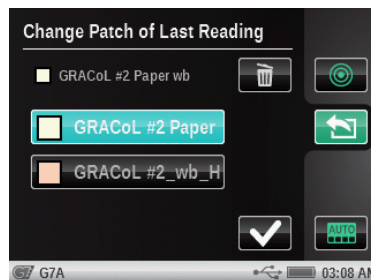 Change Patch of Last Reading
GRACoL #2 Paper wb
GRACoL #2 Paper
GRACoL #2_wb_H
AUTO
G7 G7A
03:08 AM